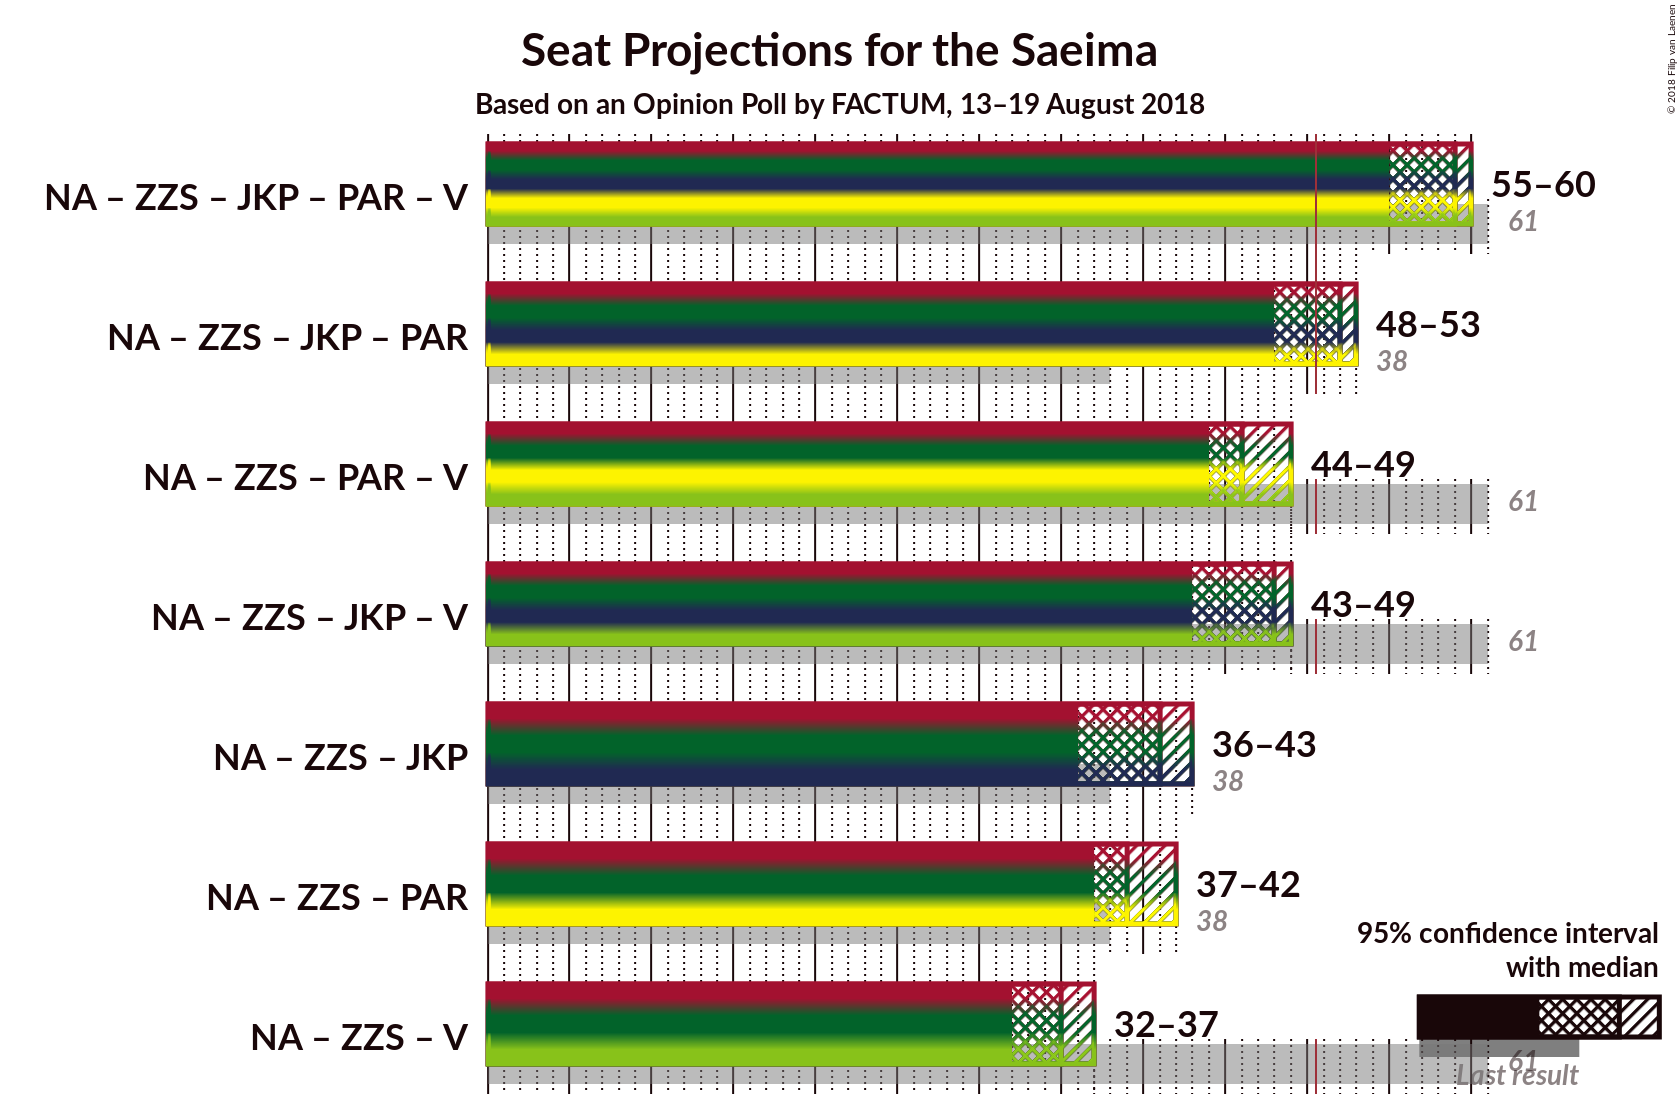 Seat Projections for the Saeima
Based on an Opinion Poll by FACTUM, 13–19 August 2018
© 2018 Filip van Laenen
NA – ZZS – JKP – PAR – V
55–60
61
NA – ZZS – JKP – PAR
48–53
38
NA – ZZS – PAR – V
44–49
61
NA – ZZS – JKP – V
43–49
61
NA – ZZS – JKP
36–43
38
NA – ZZS – PAR
37–42
38
NA – ZZS – V
32–37
61
95% confidence interval
with median
Last result